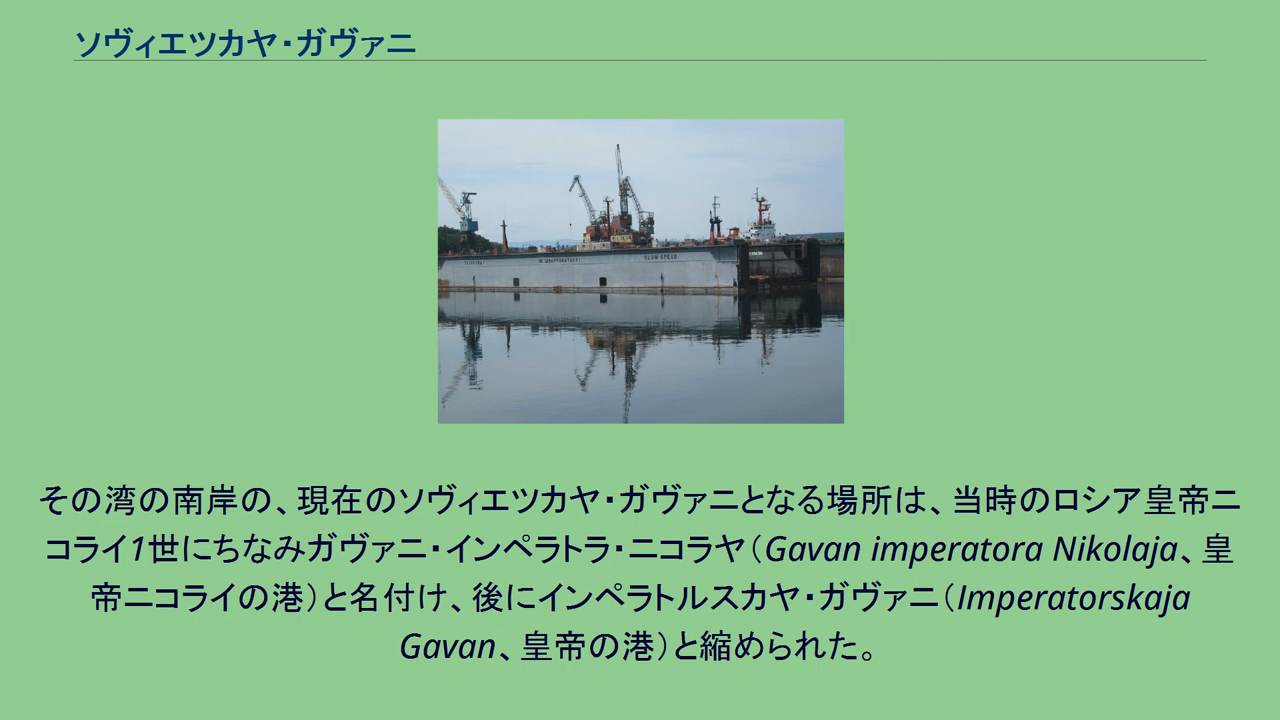 ソヴィエツカヤ・ガヴァニ
その湾の南岸の、現在のソヴィエツカヤ・ガヴァニとなる場所は、当時のロシア皇帝ニ
コライ1世にちなみガヴァニ・インペラトラ・ニコラヤ（Gavan imperatora Nikolaja、皇
帝ニコライの港）と名付け、後にインペラトルスカヤ・ガヴァニ（Imperatorskaja
Gavan、皇帝の港）と縮められた。